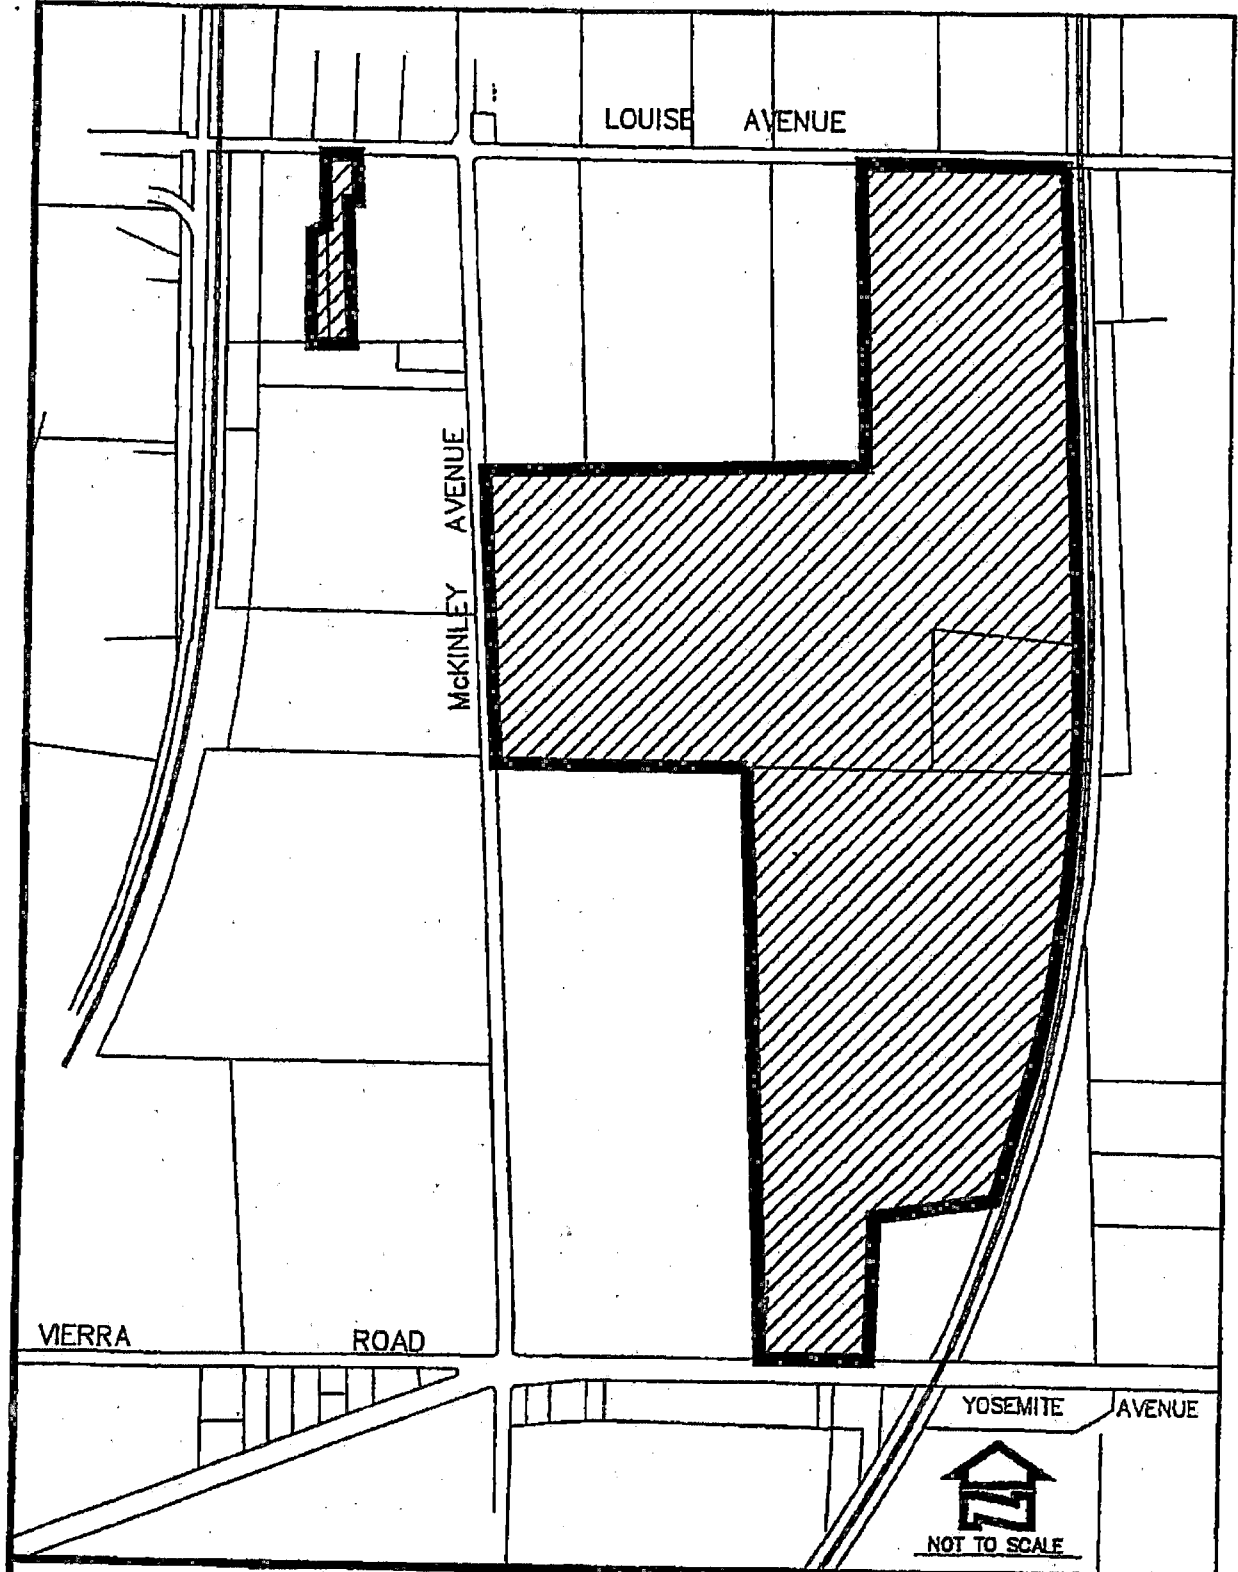 LOUISE AVENUE
McKINLEY AVENUE
VIERRA ROAD
YOSEMITE AVENUE
N
NOT TO SCALE